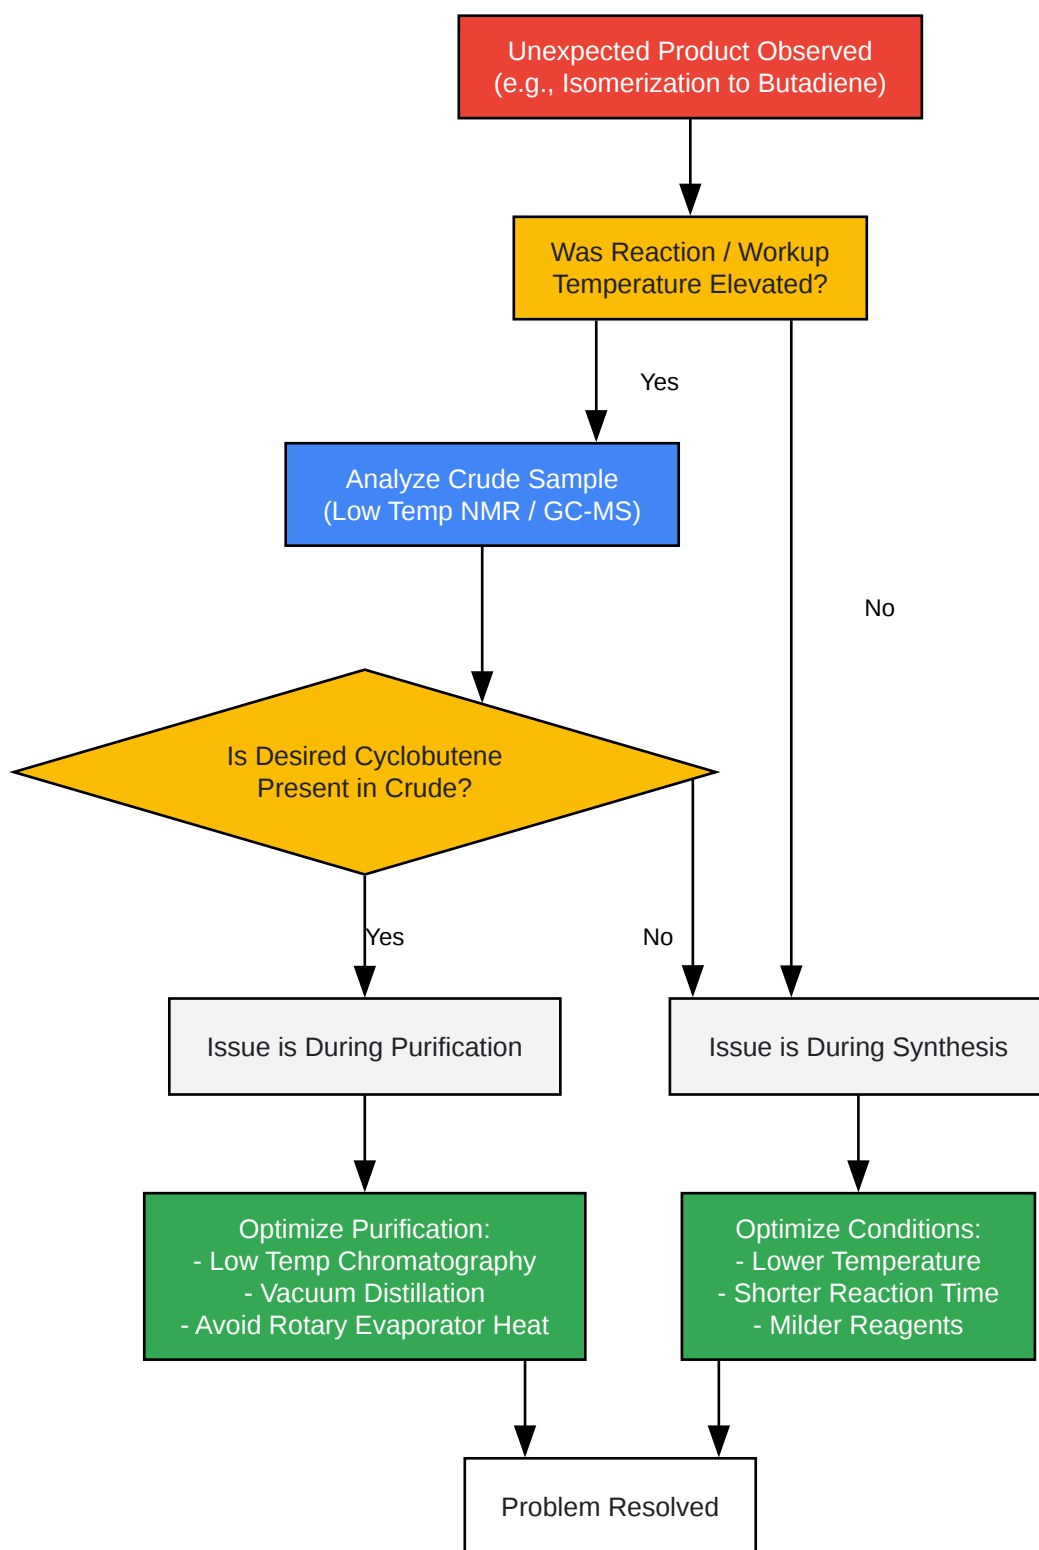 Unexpected Product Observed
(e.g., Isomerization to Butadiene)
Was Reaction / Workup
Temperature Elevated?
Yes
Analyze Crude Sample
(Low Temp NMR / GC-MS)
No
Is Desired Cyclobutene
Present in Crude?
Yes
No
Issue is During Purification
Issue is During Synthesis
Optimize Purification:
- Low Temp Chromatography
- Vacuum Distillation
- Avoid Rotary Evaporator Heat
Optimize Conditions:
- Lower Temperature
- Shorter Reaction Time
- Milder Reagents
Problem Resolved